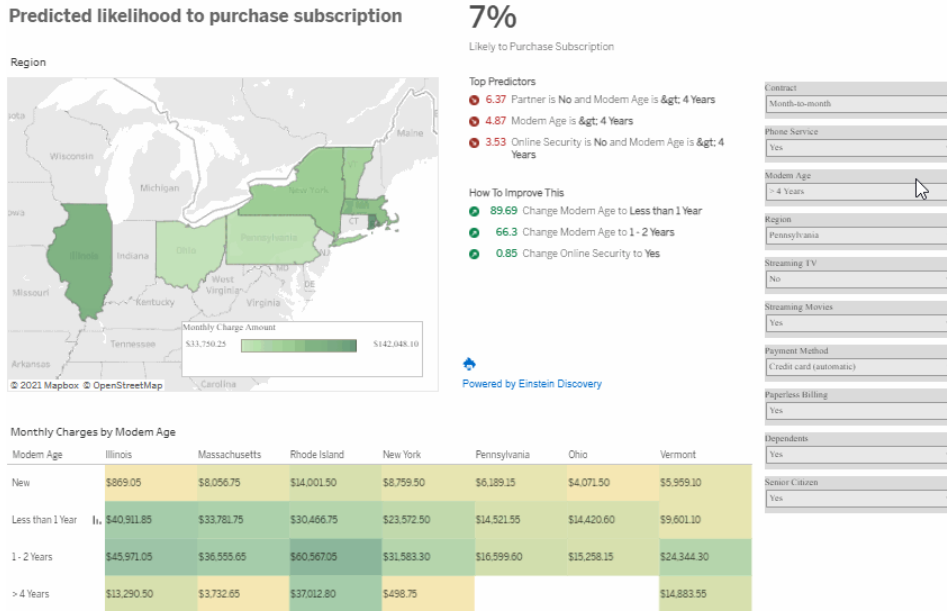 Predicted likelihood to purchase subscription
7%
Likely to Purchase Subscription
Region
Maine
Wisconsin
Michigan
New York
CT
Illinois
Indiana
Ohio
Pennsylvania
NJ
MD
DE
West
Virginia
Missouri
Kentucky
Virginia
Tennessee
Arkansas
Carolina
Monthly Charge Amount
$33,750.25
$142,048.10
© 2021 Mapbox © OpenStreetMap
Top Predictors
6.37 Partner is No and Modem Age is &gt; 4 Years
4.87 Modem Age is &gt; 4 Years
3.53 Online Security is No and Modem Age is &gt; 4
Years
How To Improve This
89.69 Change Modem Age to Less than 1 Year
66.3 Change Modem Age to 1 - 2 Years
0.85 Change Online Security to Yes
Powered by Einstein Discovery
Contract
Month-to-month
Phone Service
Yes
Modem Age
> 4 Years
Region
Pennsylvania
Streaming TV
No
Streaming Movies
Yes
Payment Method
Credit card (automatic)
Paperless Billing
Yes
Dependents
Yes
Senior Citizen
Yes
Monthly Charges by Modem Age
Modem Age Illinois Massachusetts Rhode Island New York Pennsylvania Ohio Vermont
New $869.05 $8,056.75 $14,001.50 $8,759.50 $6,189.15 $4,071.50 $5,959.10
Less than 1 Year $40,911.85 $33,781.75 $30,466.75 $23,572.50 $14,521.55 $14,420.60 $9,601.10
1 - 2 Years $45,971.05 $36,555.65 $60,567.05 $31,583.30 $16,599.60 $15,258.15 $24,344.30
> 4 Years $13,290.50 $3,732.65 $37,012.80 $498.75 $14,883.55